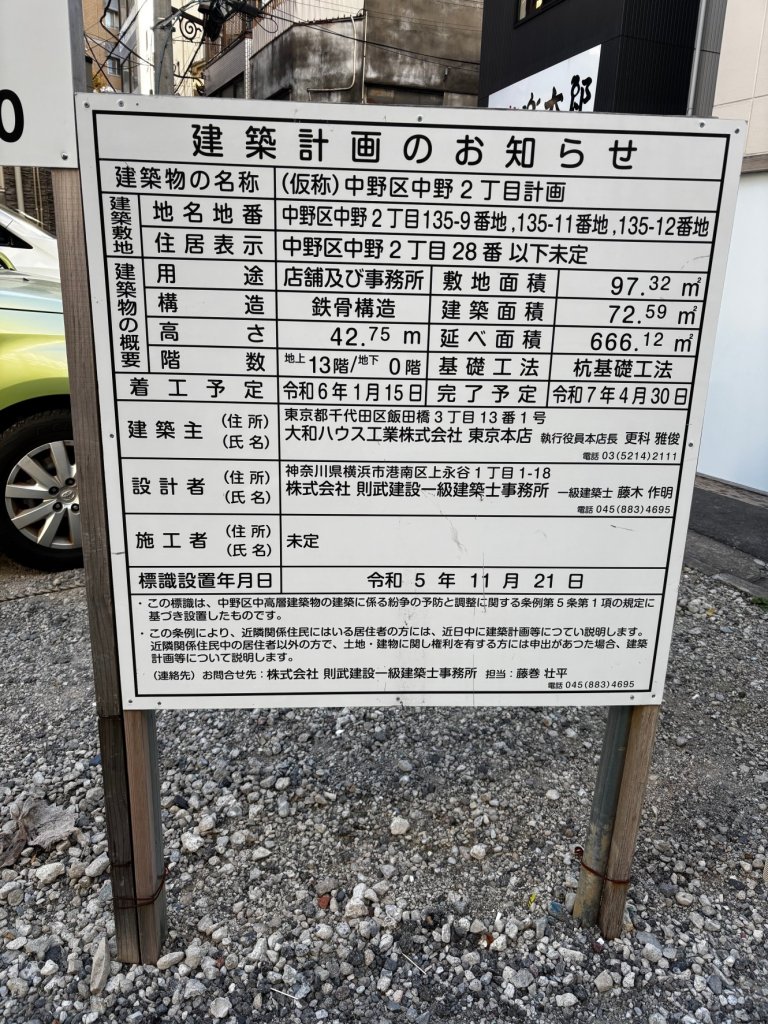 0
建築計画のお知らせ
建築物の名称 (仮称)中野区中野2丁目計画
建築敷地 地名地番 中野区中野2丁目135-9番地,135-11番地,135-12番地
住居表示 中野区中野2丁目28番 以下未定
建築物の概要 用途 店舗及び事務所 敷地面積 97.32㎡
構造 鉄骨構造 建築面積 72.59㎡
高さ 42.75m 延べ面積 666.12㎡
階数 地上13階/地下0階 基礎工法 杭基礎工法
着工予定 令和6年1月15日 完了予定 令和7年4月30日
建築主 (住所) 東京都千代田区飯田橋3丁目13番1号
(氏名) 大和ハウス工業株式会社 東京本店 執行役員本店長 更科 雅俊
電話 03(5214)2111
設計者 (住所) 神奈川県横浜市港南区上永谷1丁目1-18
(氏名) 株式会社 則武建設一級建築士事務所 一級建築士 藤木 作明
電話 045(883)4695
施工者 (住所) (氏名) 未定
標識設置年月日 令和 5 年 11 月 21 日
・この標識は、中野区中高層建築物の建築に係る紛争の予防と調整に関する条例第5条第1項の規定に
基づき設置したものです。
・この条例により、近隣関係住民にはいる居住者の方には、近日中に建築計画等について説明します。
近隣関係住民中の居住者以外の方で、土地・建物に関し権利を有する方には申出があつた場合、建築
計画等について説明します。
(連絡先)お問合せ先:株式会社 則武建設一級建築士事務所 担当:藤巻 壮平
電話 045(883)4695